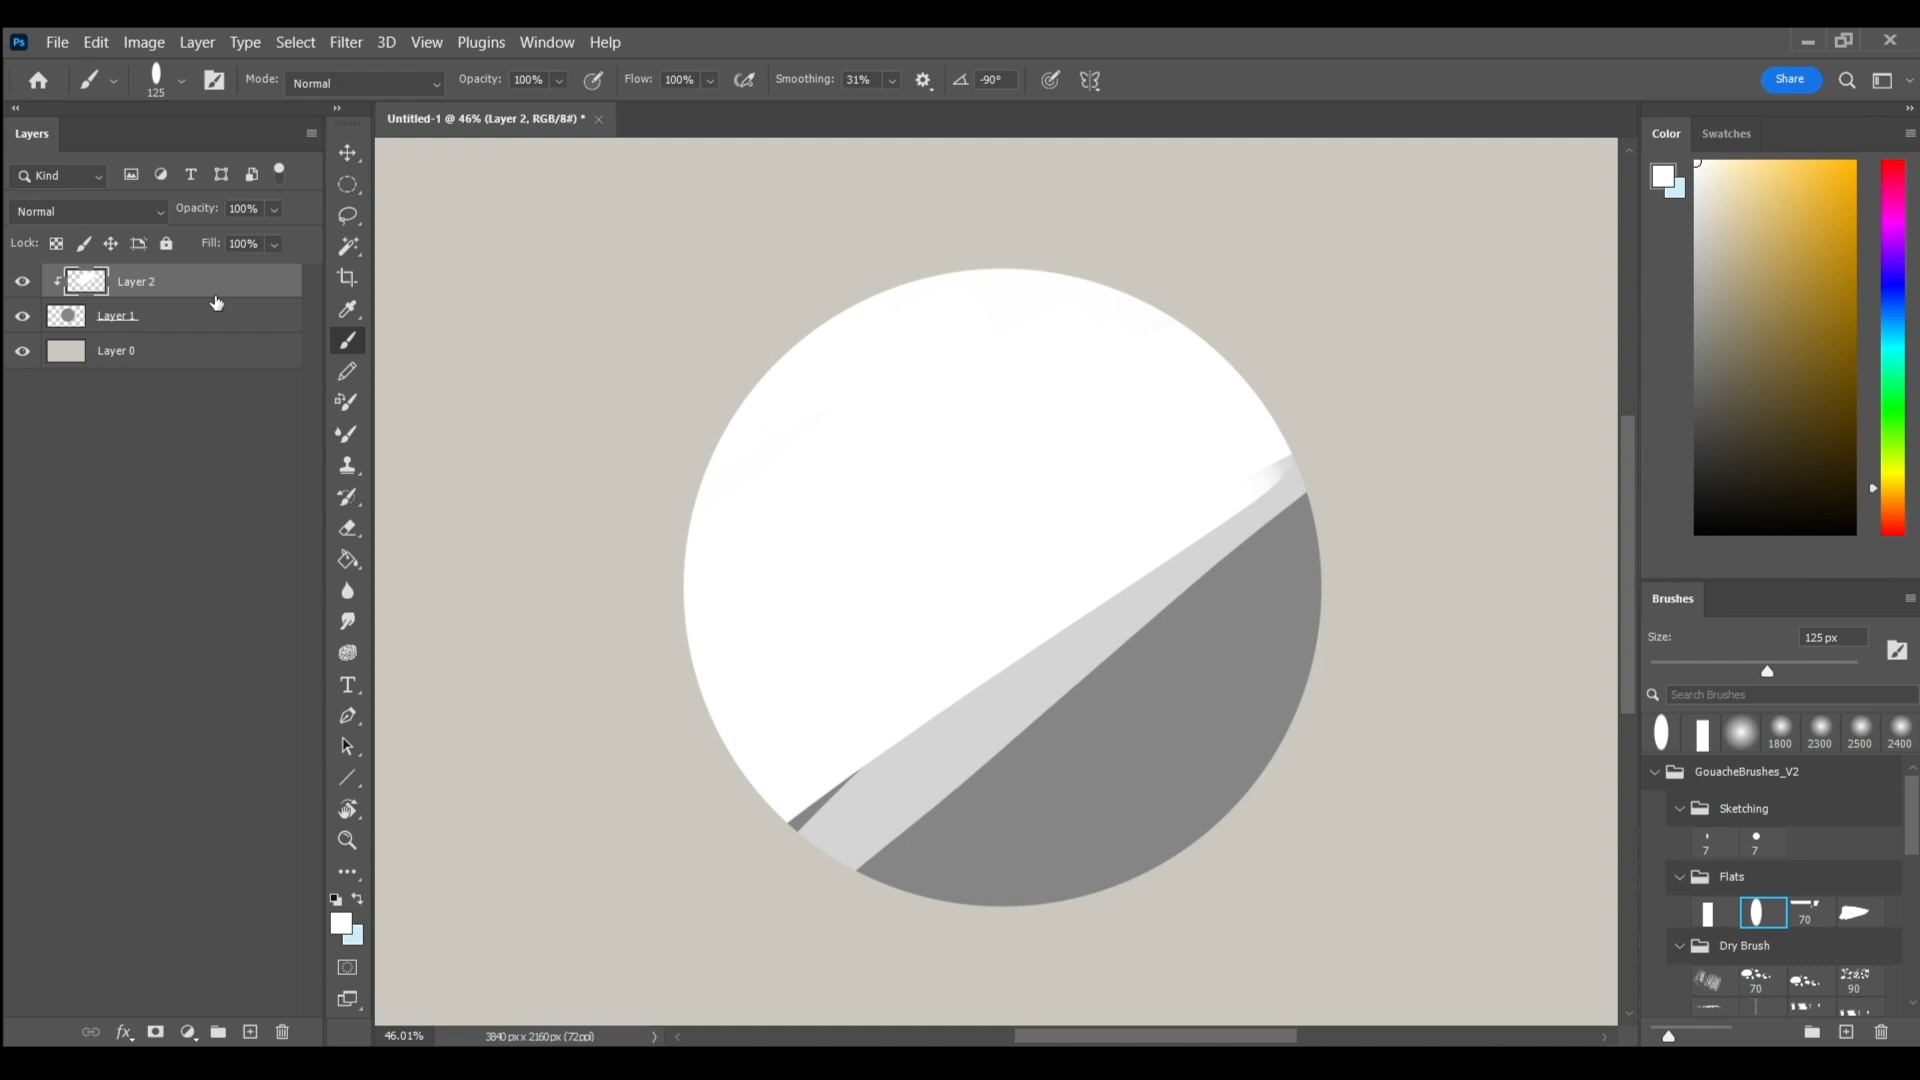 Ps File Edit Image Layer Type Select Filter 3D View Plugins Window Help
125 Mode: Normal Opacity: 100% Flow: 100% Smoothing: 31% -90° Share
Layers
Untitled-1 @ 46% (Layer 2, RGB/8#) *
Color Swatches
Kind
Normal Opacity: 100%
Lock: Fill: 100%
Layer 2
Layer 1
Layer 0
Brushes
Size: 125 px
Search Brushes
1800 2300 2500 2400
GouacheBrushes_V2
Sketching
7 7
Flats
70
Dry Brush
70 90
fx
46.01% 3840 px x 2160 px (72 ppi)